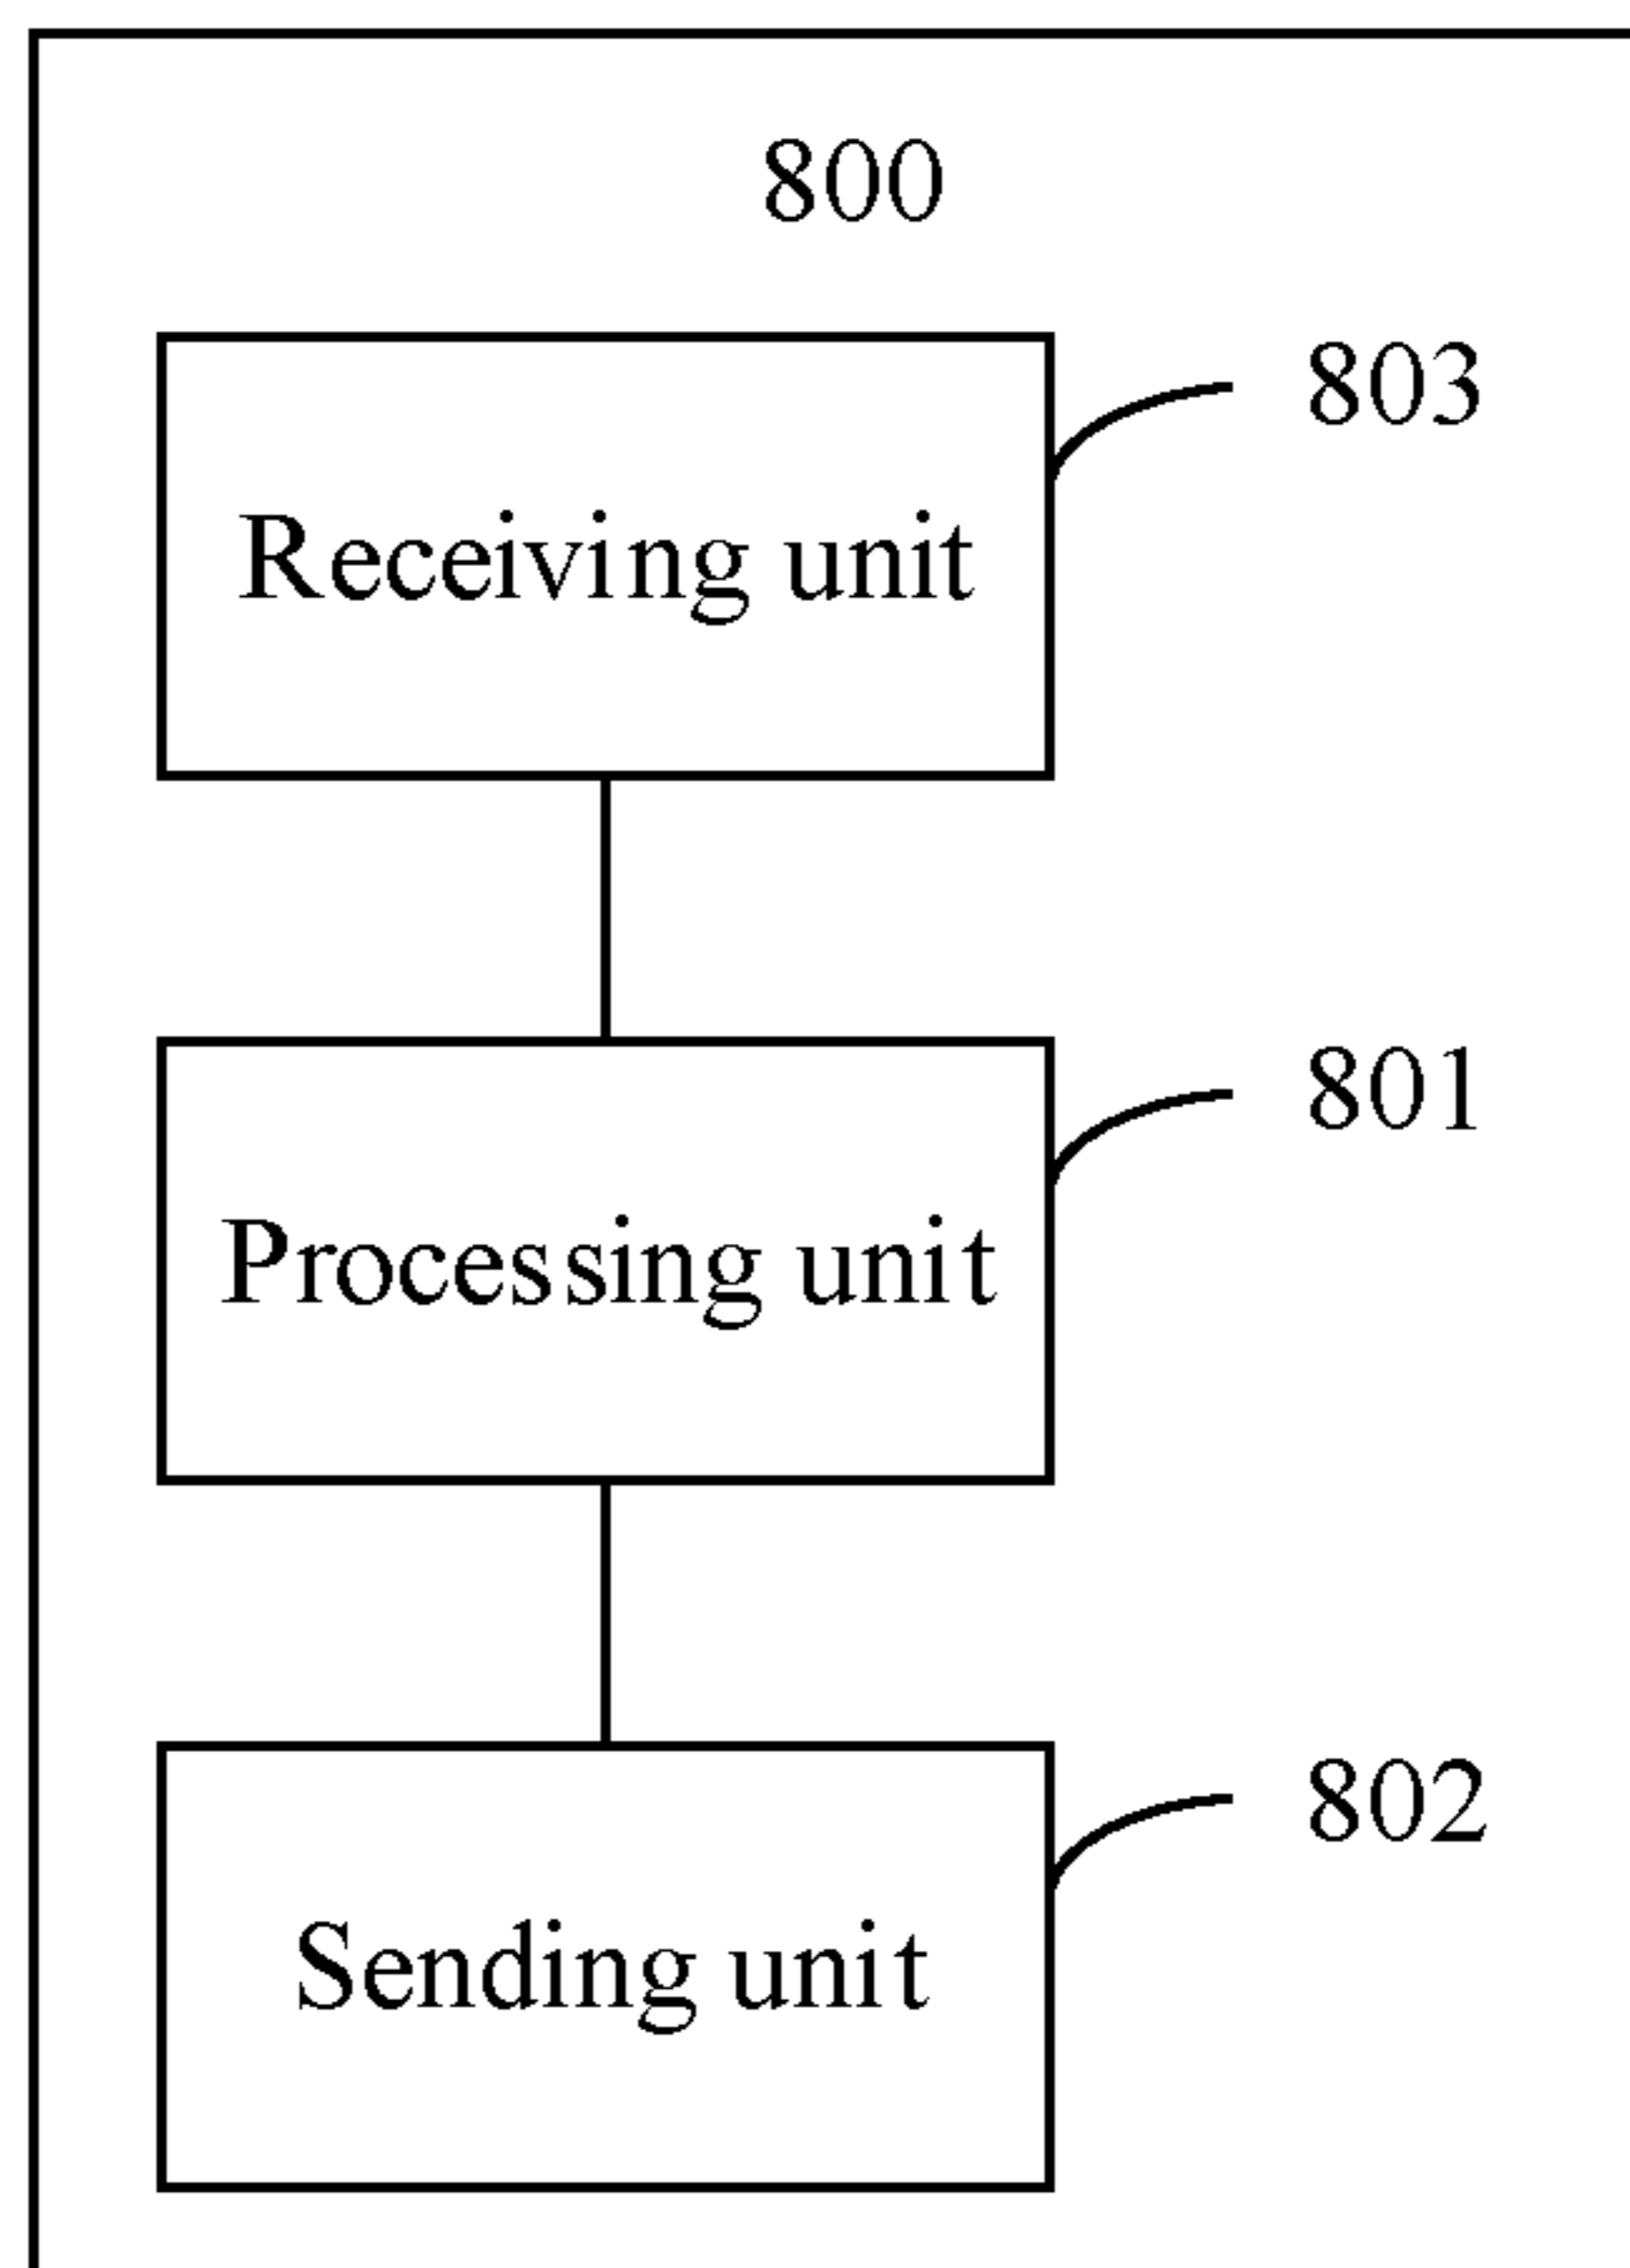 800
803
Receiving unit
801
Processing unit
802
Sending unit